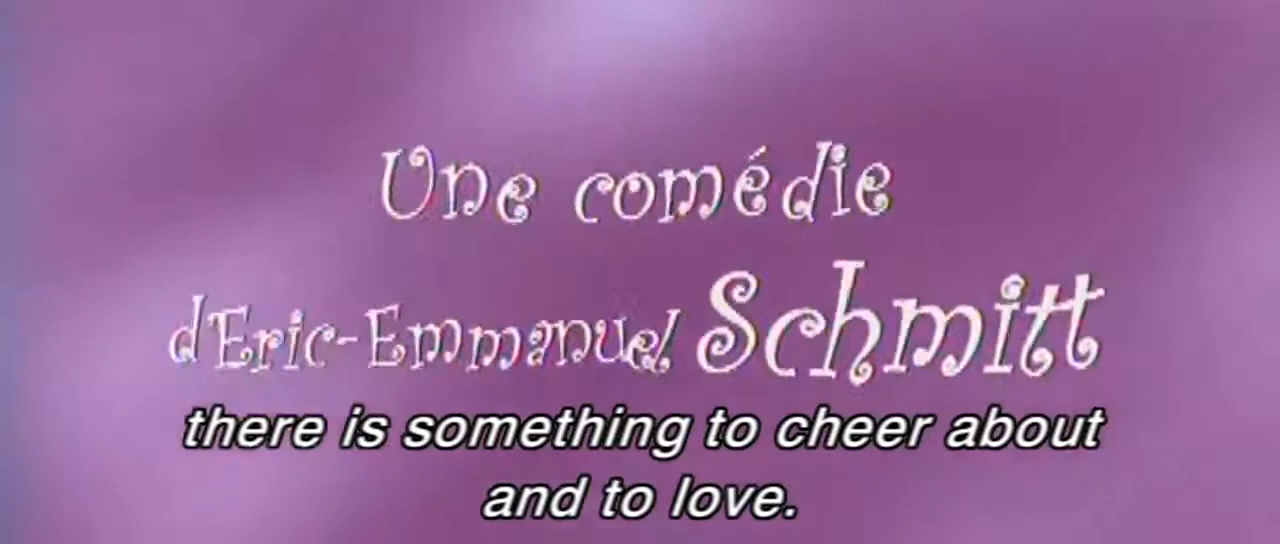 Une comédie
d'Eric-Emmanuel Schmitt
there is something to cheer about
and to love.